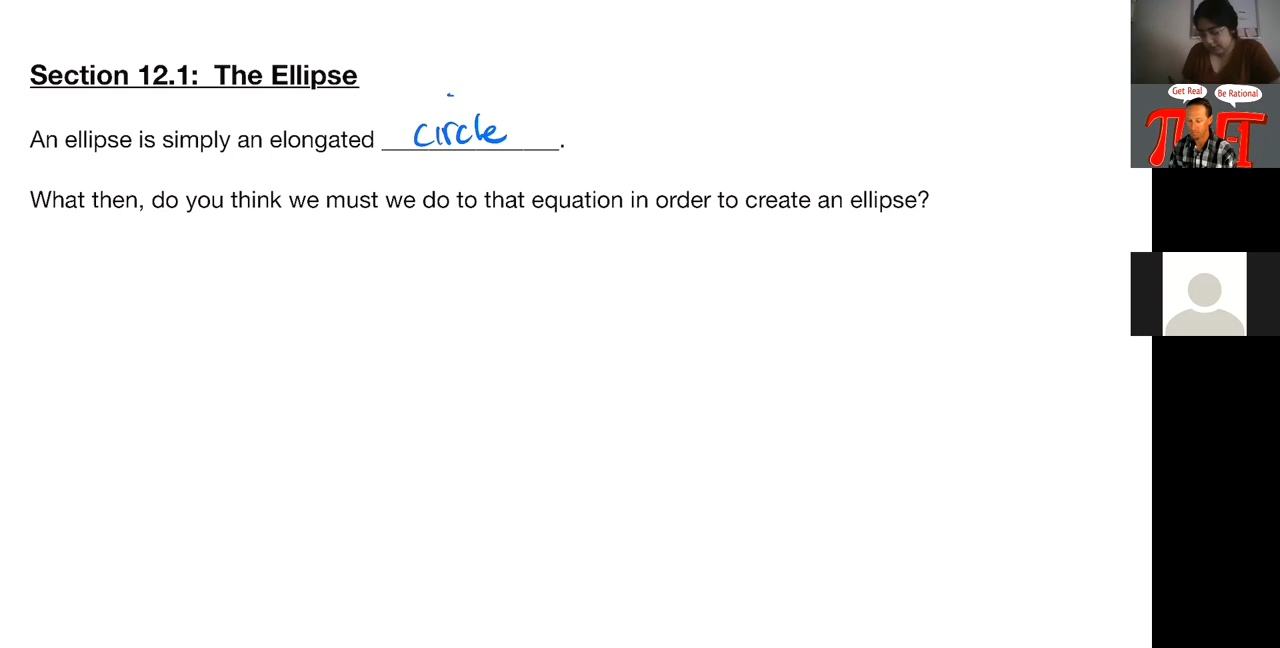 Section 12.1: The Ellipse
An ellipse is simply an elongated circle.
What then, do you think we must we do to that equation in order to create an ellipse?
Get Real
Be Rational